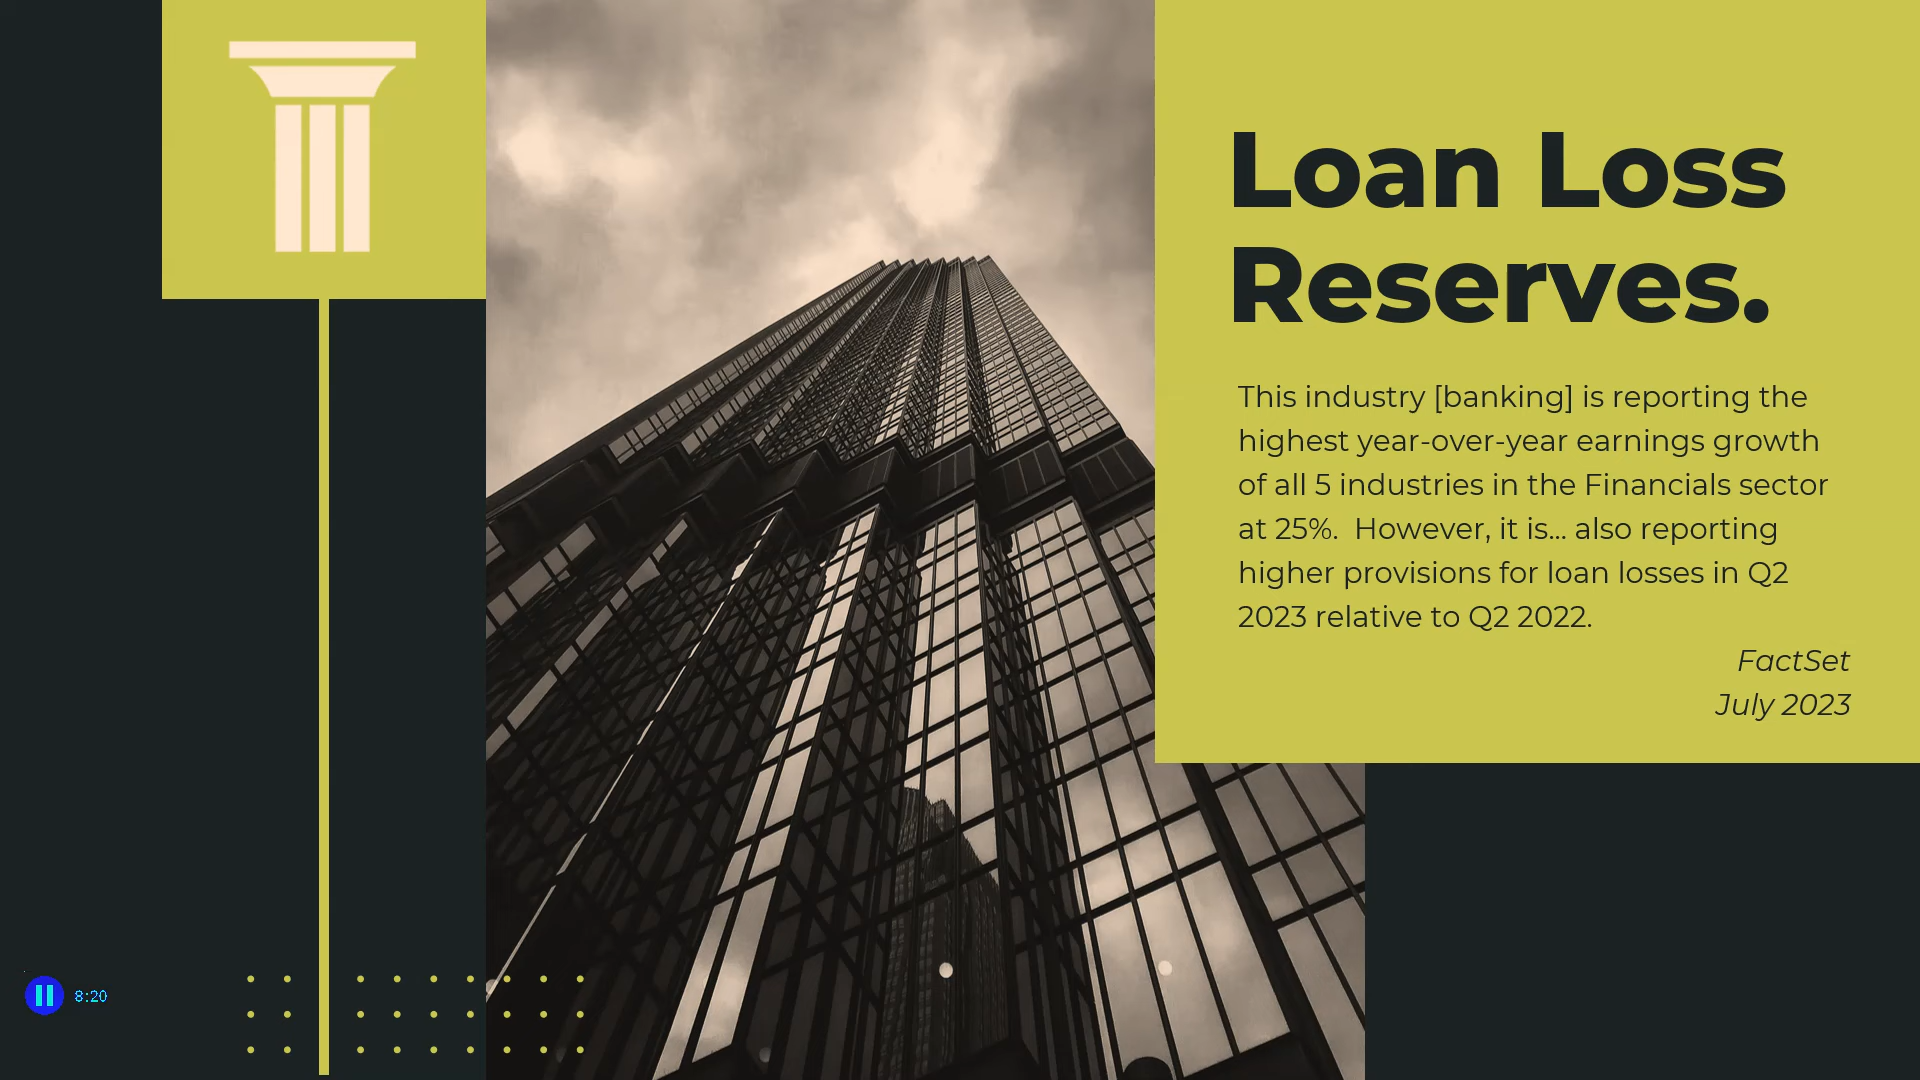 Loan Loss
Reserves.
This industry [banking] is reporting the
highest year-over-year earnings growth
of all 5 industries in the Financials sector
at 25%.  However, it is... also reporting
higher provisions for loan losses in Q2
2023 relative to Q2 2022.
FactSet
July 2023
8:20